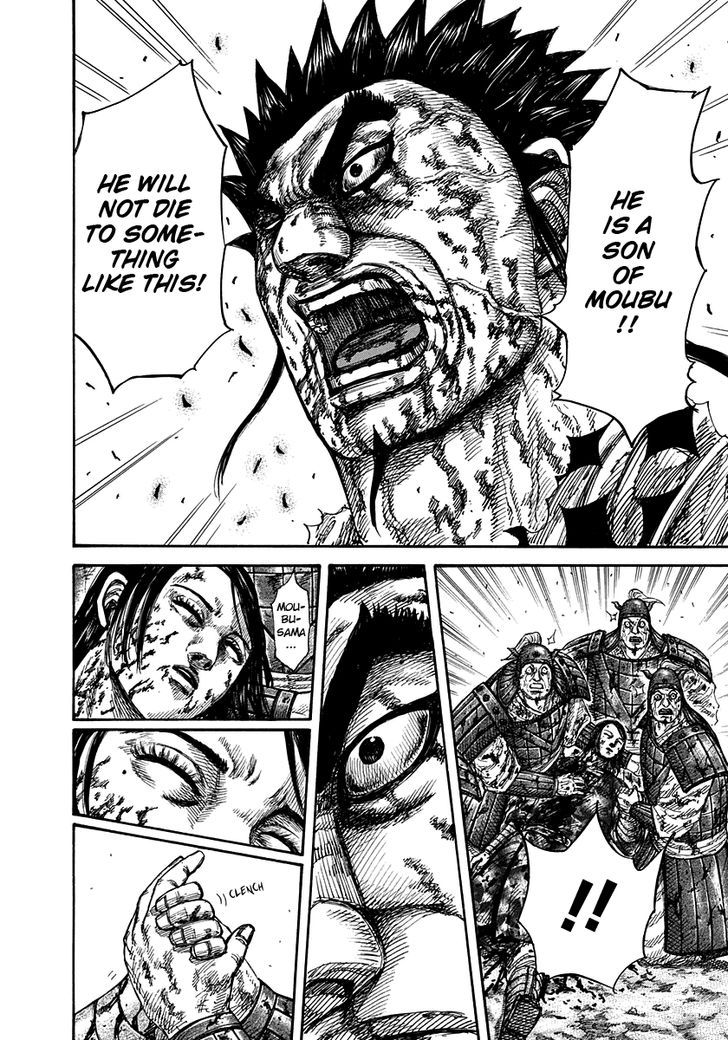 HE
IS A
SON
OF
MOUBU
!!
HE WILL
NOT DIE
TO SOME-
THING
LIKE THIS!
!!
MOU-
BU-
SAMA
...
CLENCH